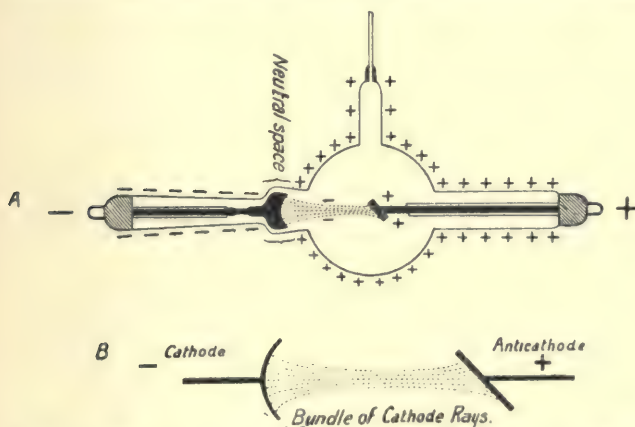 Neutral space
A
B
Cathode
Anticathode
Bundle of Cathode Rays.